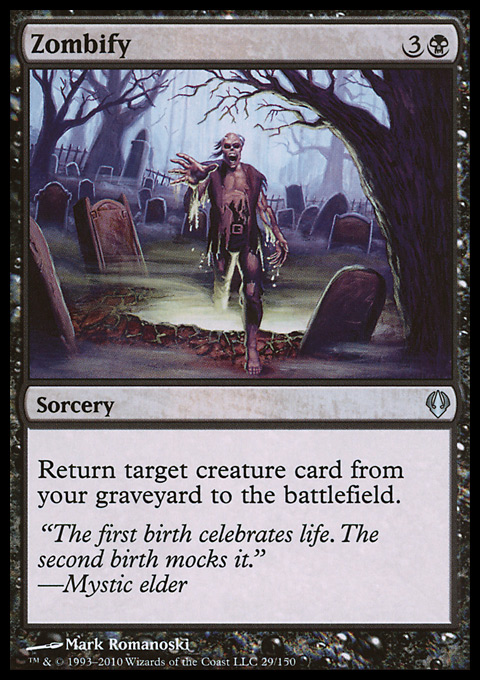 Zombify 3
Sorcery
Return target creature card from
your graveyard to the battlefield.
“The first birth celebrates life. The
second birth mocks it.”
—Mystic elder
Mark Romanoski
™ & © 1993–2010 Wizards of the Coast LLC 29/150